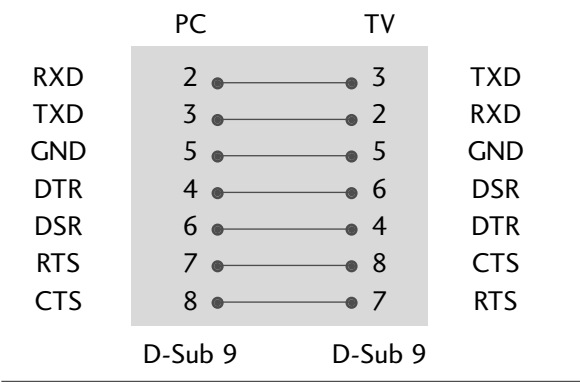 PC TV
RXD 2 3 TXD
TXD 3 2 RXD
GND 5 5 GND
DTR 4 6 DSR
DSR 6 4 DTR
RTS 7 8 CTS
CTS 8 7 RTS
D-Sub 9 D-Sub 9